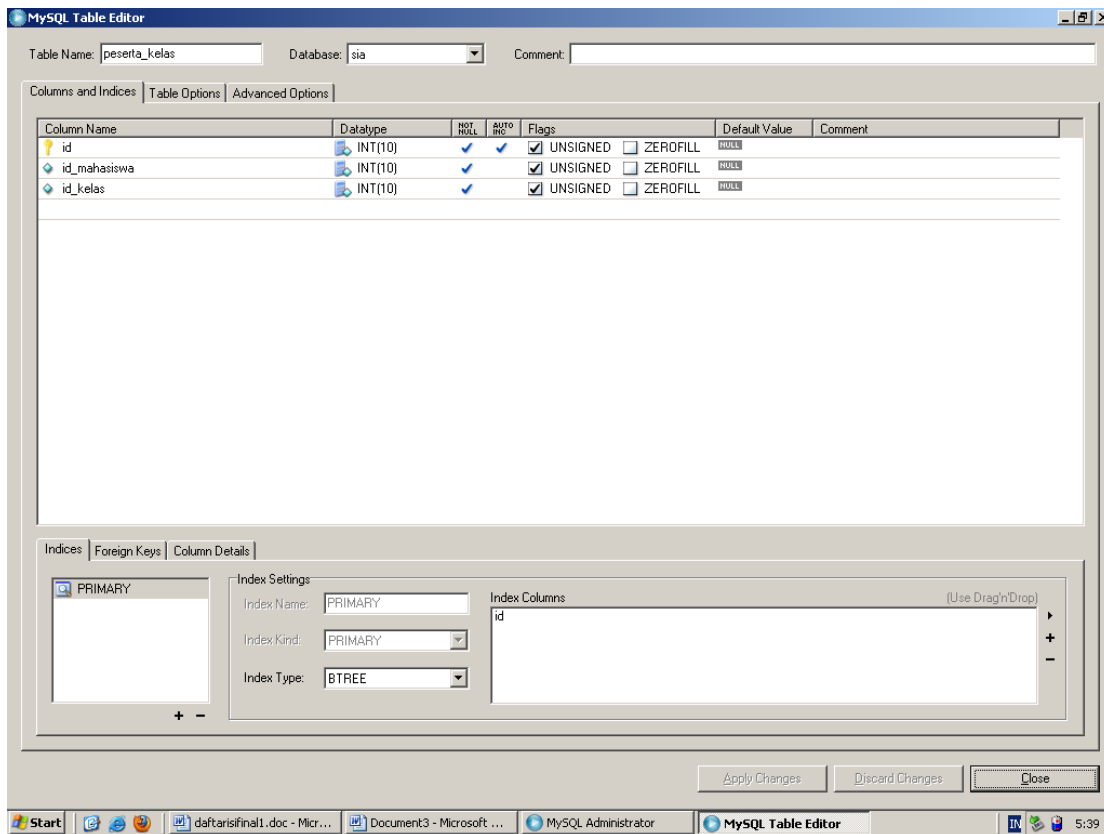 MySQL Table Editor
Table Name: peserta_kelas Database: sia Comment:
Columns and Indices Table Options Advanced Options
Column Name Datatype NOT NULL AUTO INC Flags Default Value Comment
id INT(10) UNSIGNED ZEROFILL NULL
id_mahasiswa INT(10) UNSIGNED ZEROFILL NULL
id_kelas INT(10) UNSIGNED ZEROFILL NULL
Indices Foreign Keys Column Details
PRIMARY
Index Settings
Index Name: PRIMARY
Index Kind: PRIMARY
Index Type: BTREE
Index Columns (Use Drag'n'Drop)
id
Apply Changes Discard Changes Close
Start daftarisifinal1.doc - Micr... Document3 - Microsoft ... MySQL Administrator MySQL Table Editor IN 5:39